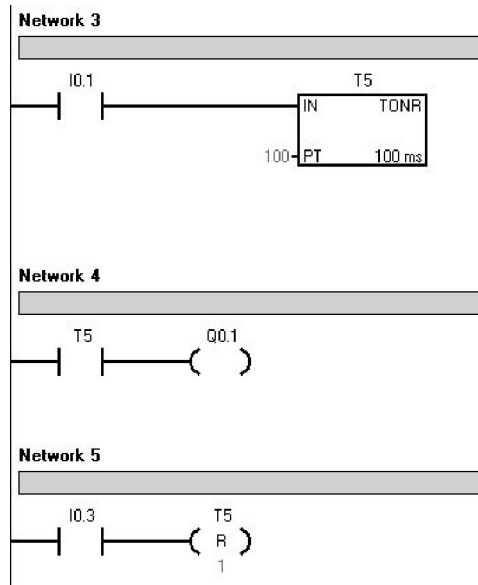 Network 3
I0.1 T5
IN TONR
100 PT 100 ms
Network 4
T5 Q0.1
Network 5
I0.3 T5
R
1